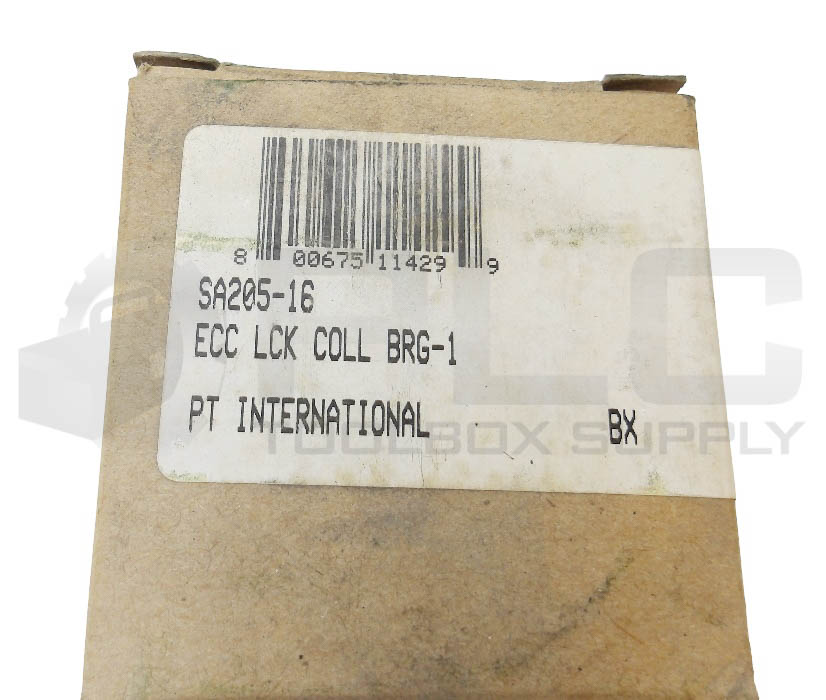 8 00675 11429 9
SA205-16
ECC LCK COLL BRG-1
PT INTERNATIONAL BX
PLC
TOOLBOX SUPPLY